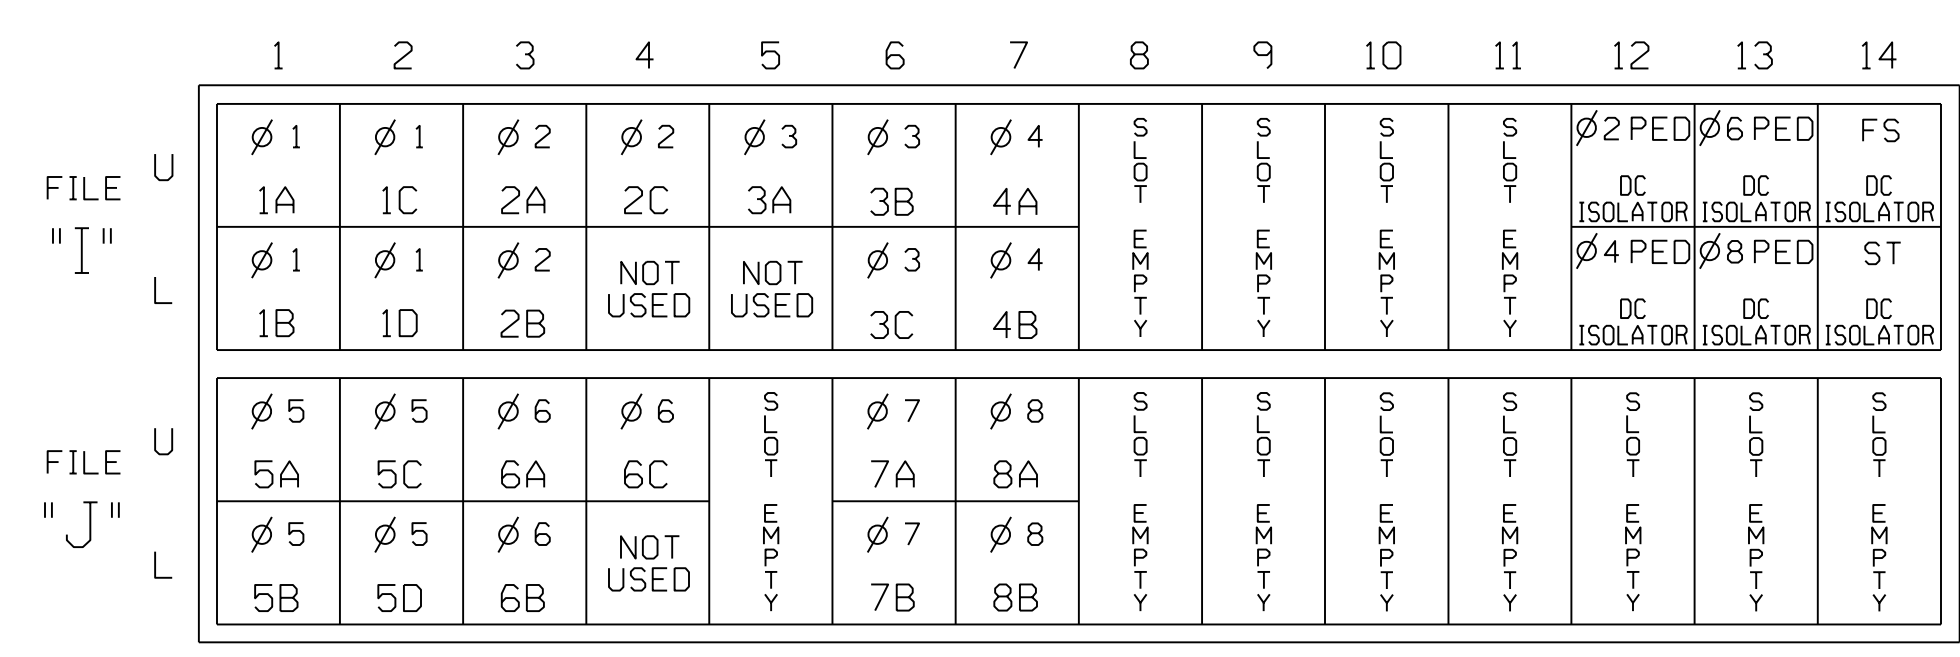 1 2 3 4 5 6 7 8 9 10 11 12 13 14
FILE "I"
U
Ø 1 Ø 1 Ø 2 Ø 2 Ø 3 Ø 3 Ø 4 SLOT EMPTY SLOT EMPTY SLOT EMPTY SLOT EMPTY Ø2 PED Ø6 PED FS
1A 1C 2A 2C 3A 3B 4A DC ISOLATOR DC ISOLATOR DC ISOLATOR
L
Ø 1 Ø 1 Ø 2 NOT USED NOT USED Ø 3 Ø 4 Ø4 PED Ø8 PED ST
1B 1D 2B 3C 4B DC ISOLATOR DC ISOLATOR DC ISOLATOR
FILE "J"
U
Ø 5 Ø 5 Ø 6 Ø 6 SLOT EMPTY Ø 7 Ø 8 SLOT EMPTY SLOT EMPTY SLOT EMPTY SLOT EMPTY SLOT EMPTY SLOT EMPTY SLOT EMPTY
5A 5C 6A 6C 7A 8A
L
Ø 5 Ø 5 Ø 6 NOT USED Ø 7 Ø 8
5B 5D 6B 7B 8B